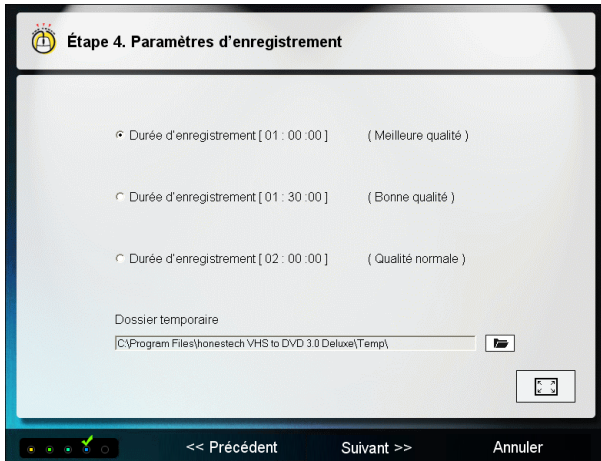 Étape 4. Paramètres d'enregistrement
Durée d'enregistrement [ 01 : 00 :00 ] ( Meilleure qualité )
Durée d'enregistrement [ 01 : 30 :00 ] ( Bonne qualité )
Durée d'enregistrement [ 02 : 00 :00 ] ( Qualité normale )
Dossier temporaire
C:\Program Files\honestech VHS to DVD 3.0 Deluxe\Temp\
<< Précédent Suivant >> Annuler